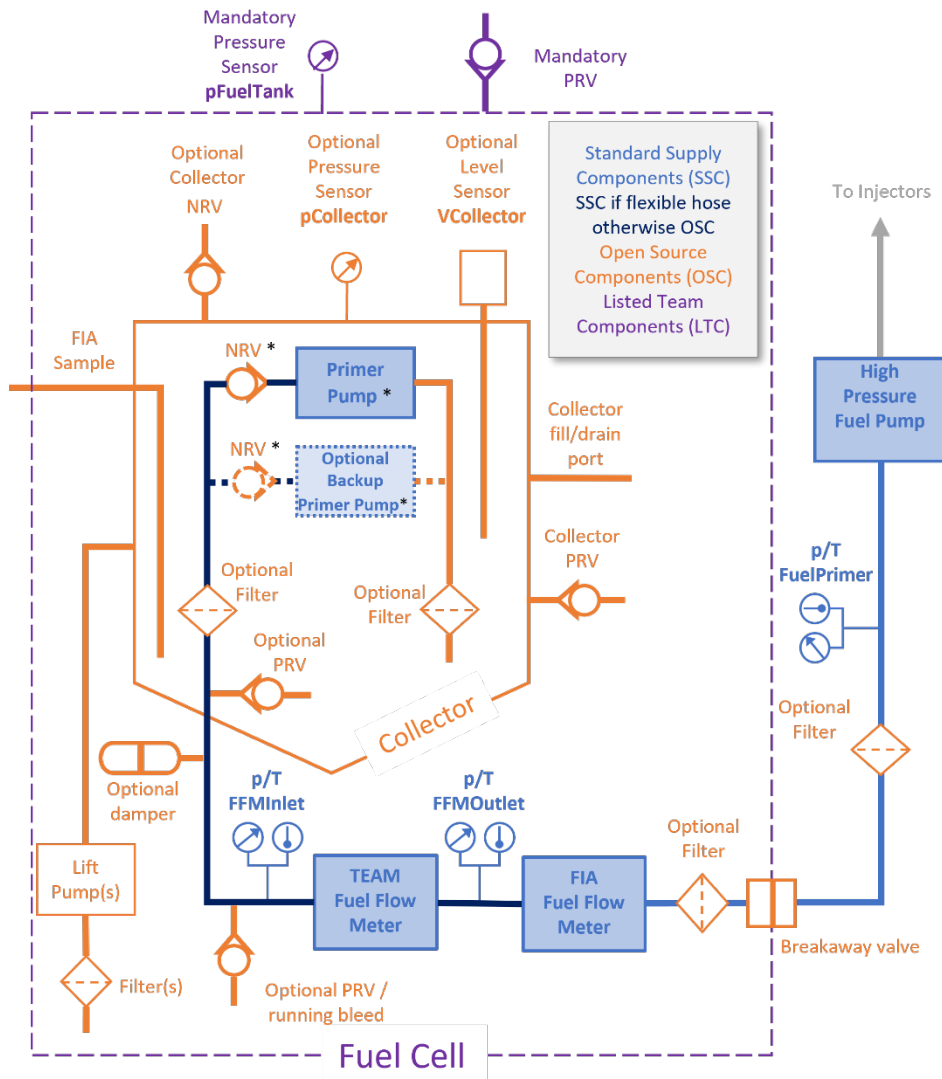 Mandatory
Pressure
Sensor
pFuelTank
Mandatory
PRV
Optional
Collector
NRV
Optional
Pressure
Sensor
pCollector
Optional
Level
Sensor
VCollector
Standard Supply
Components (SSC)
SSC if flexible hose
otherwise OSC
Open Source
Components (OSC)
Listed Team
Components (LTC)
To Injectors
FIA
Sample
NRV *
Primer
Pump *
NRV *
Optional
Backup
Primer Pump*
Collector
fill/drain
port
High
Pressure
Fuel Pump
Optional
Filter
Optional
Filter
Collector
PRV
p/T
FuelPrimer
Optional
PRV
Collector
Optional
Filter
Optional
damper
p/T
FFMInlet
p/T
FFMOutlet
Lift
Pump(s)
TEAM
Fuel Flow
Meter
FIA
Fuel Flow
Meter
Optional
Filter
Breakaway valve
Filter(s)
Optional PRV /
running bleed
Fuel Cell